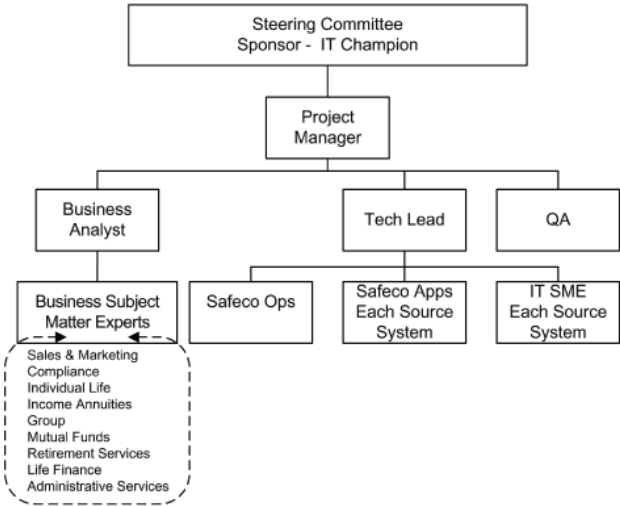 Steering Committee
Sponsor - IT Champion
Project
Manager
Business
Analyst
Tech Lead
QA
Business Subject
Matter Experts
Safeco Ops
Safeco Apps
Each Source
System
IT SME
Each Source
System
Sales & Marketing
Compliance
Individual Life
Income Annuities
Group
Mutual Funds
Retirement Services
Life Finance
Administrative Services